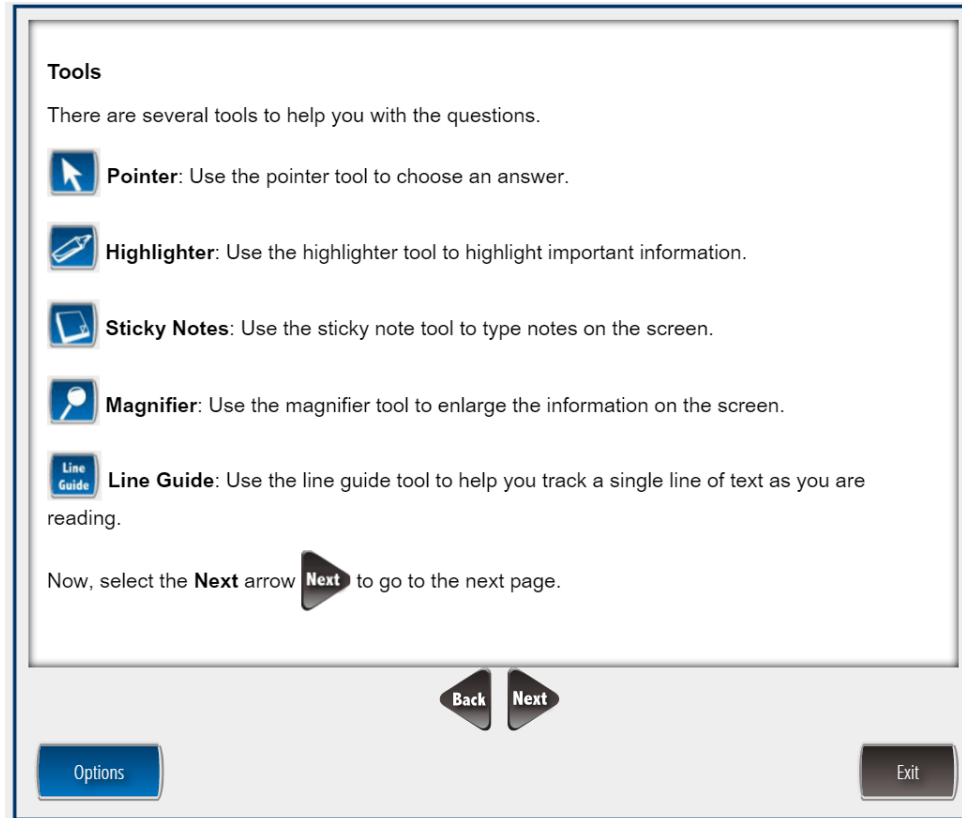 Tools
There are several tools to help you with the questions.
Pointer: Use the pointer tool to choose an answer.
Highlighter: Use the highlighter tool to highlight important information.
Sticky Notes: Use the sticky note tool to type notes on the screen.
Magnifier: Use the magnifier tool to enlarge the information on the screen.
Line
Guide
Line Guide: Use the line guide tool to help you track a single line of text as you are
reading.
Now, select the Next arrow Next to go to the next page.
Back Next
Options Exit